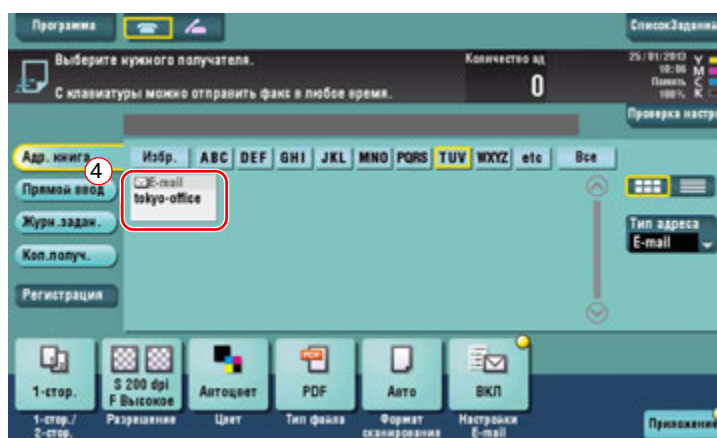 Программа
СписокЗадания
Выберите нужного получателя.
С клавиатуры можно отправить факс в любое время.
Количество ад
0
25/01/2013
10:06
Память
100%
Y
M
C
K
Проверка настр
Адр. книга
Избр.
ABC
DEF
GHI
JKL
MNO
PQRS
TUV
WXYZ
etc
Все
4
Прямой ввод
E-mail
tokyo-office
Журн.задан.
Тип адреса
E-mail
Коп.получ.
Регистрация
1-стор.
S 200 dpi
F Высокое
Автоцвет
PDF
PDF
Авто
ВКЛ
1-стор./
2-стор.
Разрешение
Цвет
Тип файла
Формат
сканирования
Настройки
E-mail
Приложение